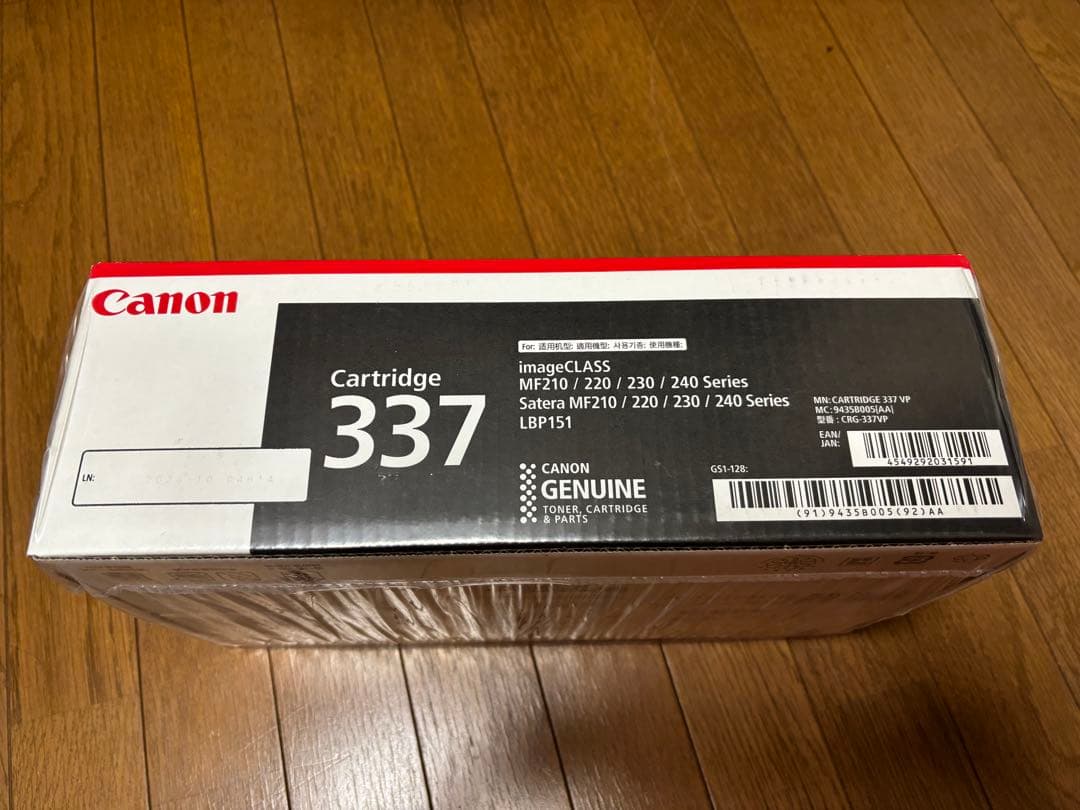 Canon
Cartridge
337
LN:
For: 适用机型: 適用機型: 사용기종: 使用機種:
imageCLASS
MF210 / 220 / 230 / 240 Series
Satera MF210 / 220 / 230 / 240 Series
LBP151
CANON
GENUINE
TONER, CARTRIDGE
& PARTS
MN: CARTRIDGE 337 VP
MC: 9435B005[AA]
型番 : CRG-337VP
EAN/
JAN:
4549292031591
GS1-128:
(91)9435B005(92)AA